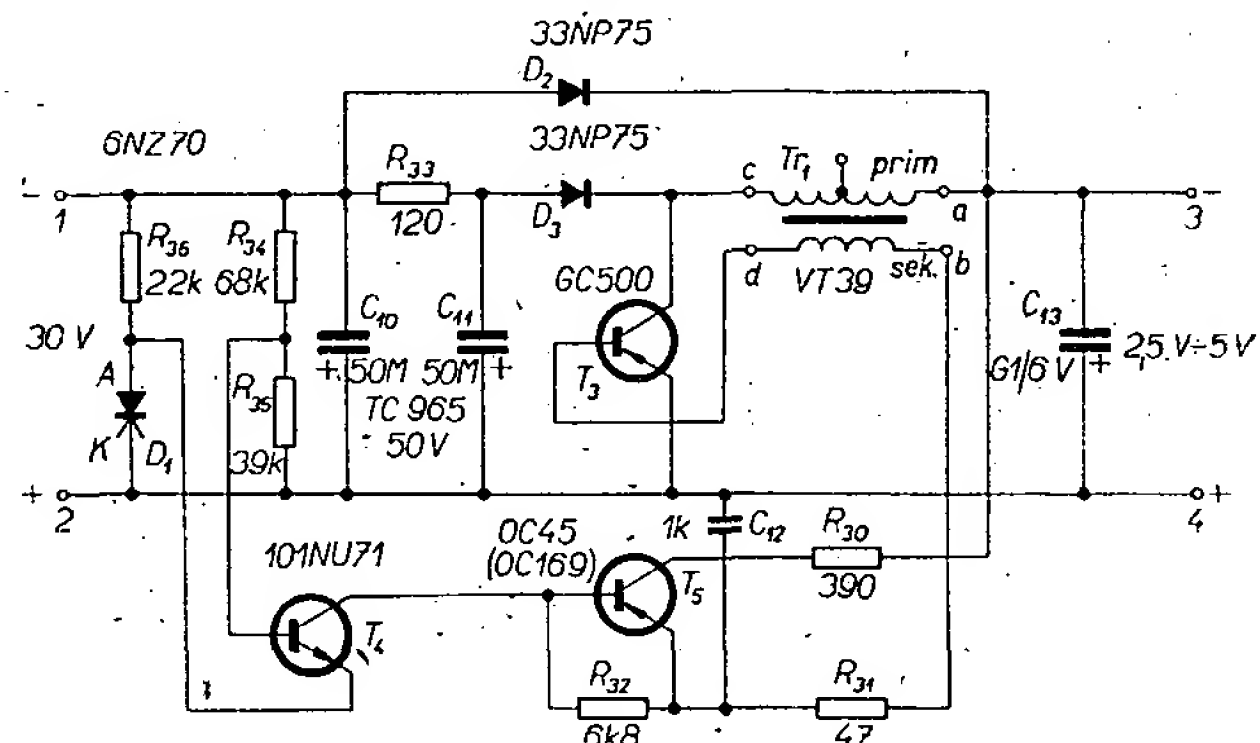 33NP75
D2
6NZ70
33NP75
R33
120
D3
c
Tr1
prim
a
-
1
-
3
R36
22k
R34
68k
C10
+ 50M
C11
50M +
TC 965
50V
GC500
T3
d
VT39
sek.
b
C13
G1/6 V +
2,5 V÷5 V
30 V
A
K
D1
R35
39k
+
2
+
4
101NU71
T4
OC45
(OC169)
T5
1k
C12
R30
390
R32
6k8
R31
47